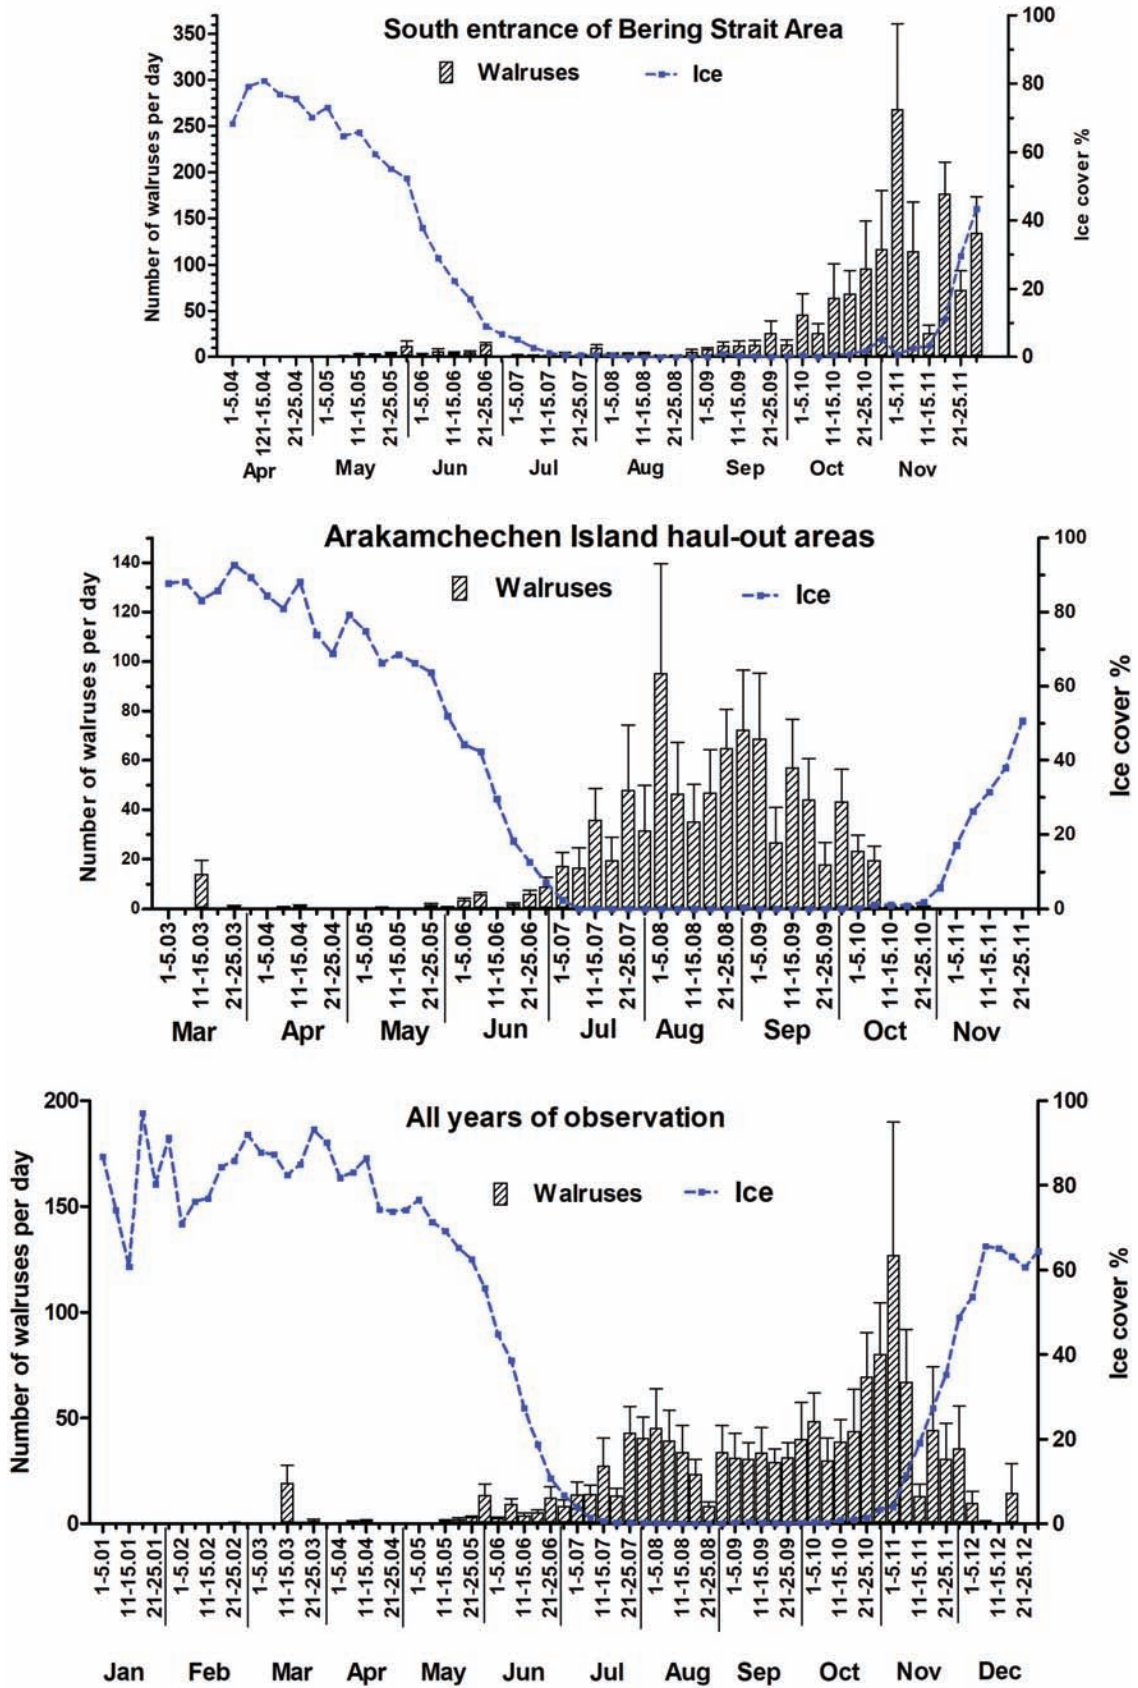 South entrance of Bering Strait Area
Walruses Ice
Number of walruses per day
350
300
250
200
150
100
50
0
100
80
60
40
20
0
Ice cover %
1-5.04 121-15.04 21-25.04 1-5.05 11-15.05 21-25.05 1-5.06 11-15.06 21-25.06 1-5.07 11-15.07 21-25.07 1-5.08 11-15.08 21-25.08 1-5.09 11-15.09 21-25.09 1-5.10 11-15.10 21-25.10 1-5.111 11-15.111 21-25.111
Apr May Jun Jul Aug Sep Oct Nov
Arakamchechen Island haul-out areas
Walruses Ice
Number of walruses per day
140
120
100
80
60
40
20
0
100
80
60
40
20
0
Ice cover %
1-5.03 11-15.03 21-25.03 1-5.04 11-15.04 21-25.04 1-5.05 11-15.05 21-25.05 1-5.06 11-15.06 21-25.06 1-5.07 11-15.07 21-25.07 1-5.08 11-15.08 21-25.08 1-5.09 11-15.09 21-25.09 1-5.10 11-15.10 21-25.10 1-5.11 11-15.11 21-25.11
Mar Apr May Jun Jul Aug Sep Oct Nov
All years of observation
Walruses Ice
Number of walruses per day
200
150
100
50
0
100
80
60
40
20
0
Ice cover %
1-5.01 11-15.01 21-25.01 1-5.02 11-15.02 21-25.02 1-5.03 11-15.03 21-25.03 1-5.04 11-15.04 21-25.04 1-5.05 11-15.05 21-25.05 1-5.06 11-15.06 21-25.06 1-5.07 11-15.07 21-25.07 1-5.08 11-15.08 21-25.08 1-5.09 11-15.09 21-25.09 1-5.10 11-15.10 21-25.10 1-5.11 11-15.11 21-25.11 1-5.12 11-15.12 21-25.12
Jan Feb Mar Apr May Jun Jul Aug Sep Oct Nov Dec